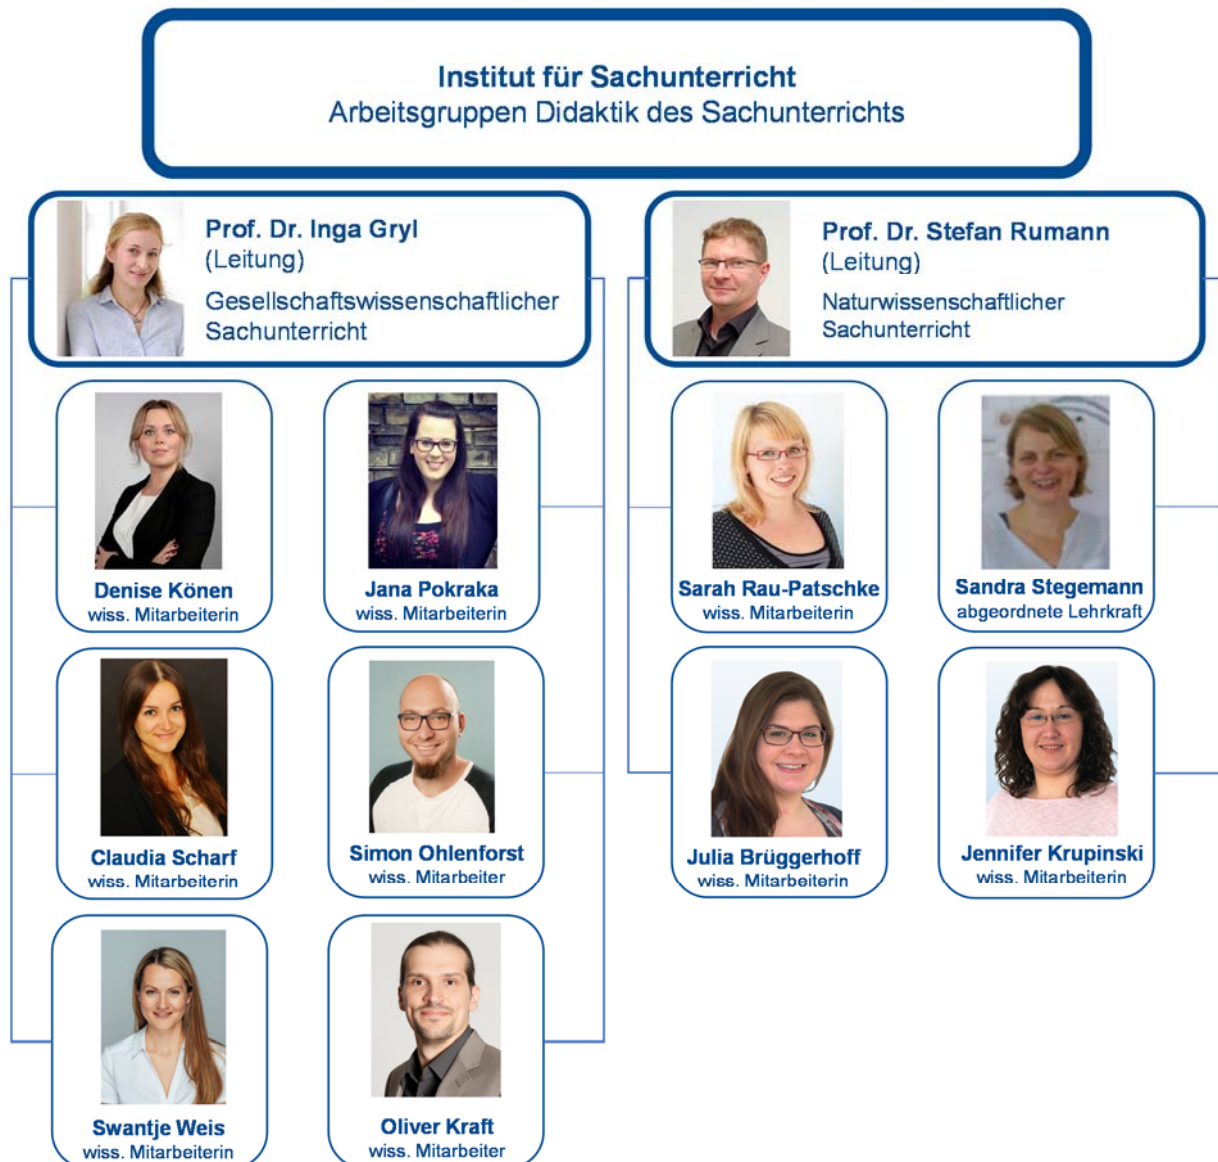 Institut für Sachunterricht
Arbeitsgruppen Didaktik des Sachunterrichts
Prof. Dr. Inga Gryl
(Leitung)
Gesellschaftswissenschaftlicher
Sachunterricht
Prof. Dr. Stefan Rumann
(Leitung)
Naturwissenschaftlicher
Sachunterricht
Denise Könen
wiss. Mitarbeiterin
Jana Pokraka
wiss. Mitarbeiterin
Sarah Rau-Patschke
wiss. Mitarbeiterin
Sandra Stegemann
abgeordnete Lehrkraft
Claudia Scharf
wiss. Mitarbeiterin
Simon Ohlenforst
wiss. Mitarbeiter
Julia Brüggerhoff
wiss. Mitarbeiterin
Jennifer Krupinski
wiss. Mitarbeiterin
Swantje Weis
wiss. Mitarbeiterin
Oliver Kraft
wiss. Mitarbeiter